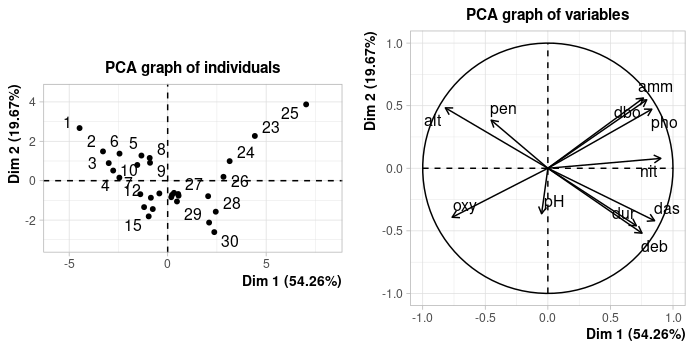 PCA graph of individuals
Dim 2 (19.67%)
4
2
0
-2
-5
0
5
Dim 1 (54.26%)
1
2
6
5
8
3
10
9
4
7
12
15
27
29
28
30
26
24
23
25
PCA graph of variables
Dim 2 (19.67%)
1.0
0.5
0.0
-0.5
-1.0
-1.0
-0.5
0.0
0.5
1.0
Dim 1 (54.26%)
alt
pen
amm
dbo
pho
nit
oxy
pH
dur
das
deb